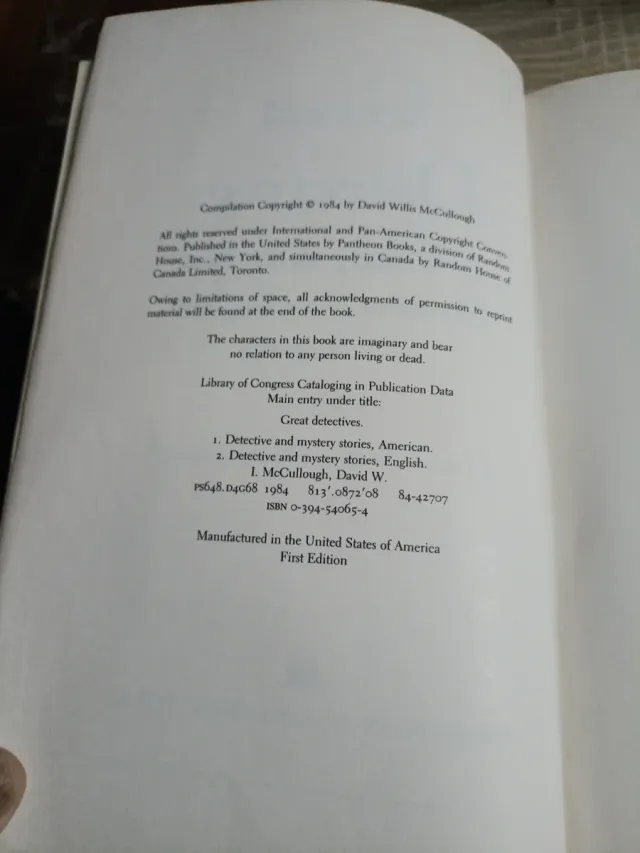 Compilation Copyright © 1984 by David Willis McCullough
All rights reserved under International and Pan-American Copyright Conven-
tions. Published in the United States by Pantheon Books, a division of Random
House, Inc., New York, and simultaneously in Canada by Random House of
Canada Limited, Toronto.
Owing to limitations of space, all acknowledgments of permission to reprint
material will be found at the end of the book.
The characters in this book are imaginary and bear
no relation to any person living or dead.
Library of Congress Cataloging in Publication Data
Main entry under title:
Great detectives.
1. Detective and mystery stories, American.
2. Detective and mystery stories, English.
I. McCullough, David W.
PS648.D4G68 1984 813'.0872'08 84-42707
ISBN 0-394-54065-4
Manufactured in the United States of America
First Edition